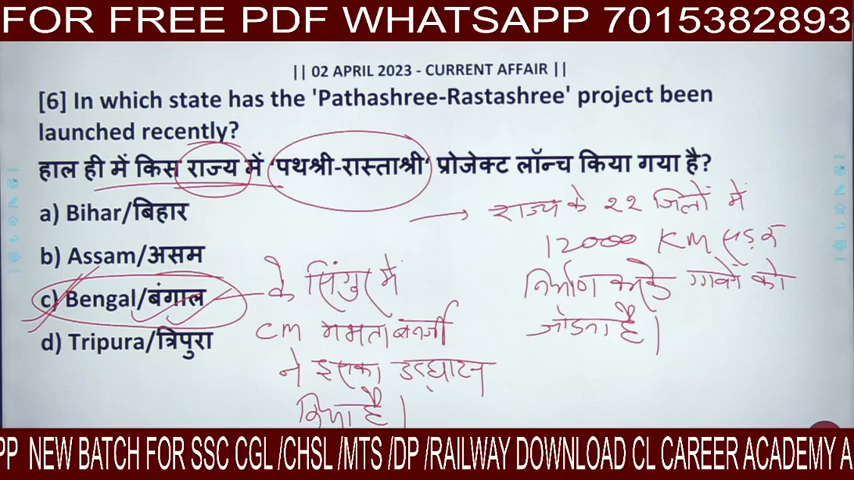 FOR FREE PDF WHATSAPP 7015382893
|| 02 APRIL 2023 - CURRENT AFFAIR ||
[6] In which state has the 'Pathashree-Rastashree' project been
launched recently?
हाल ही में किस राज्य में 'पथश्री-रास्ताश्री' प्रोजेक्ट लॉन्च किया गया है?
a) Bihar/बिहार
b) Assam/असम
c) Bengal/बंगाल
d) Tripura/त्रिपुरा
राज्य के 22 जिलों में
12000 KM सड़क
निर्माण करके गावों को
जोडना है।
के सिंगुर में
CM ममता बनर्जी
ने इसका उद्घाटन
किया है।
PP NEW BATCH FOR SSC CGL /CHSL /MTS /DP /RAILWAY DOWNLOAD CL CAREER ACADEMY A